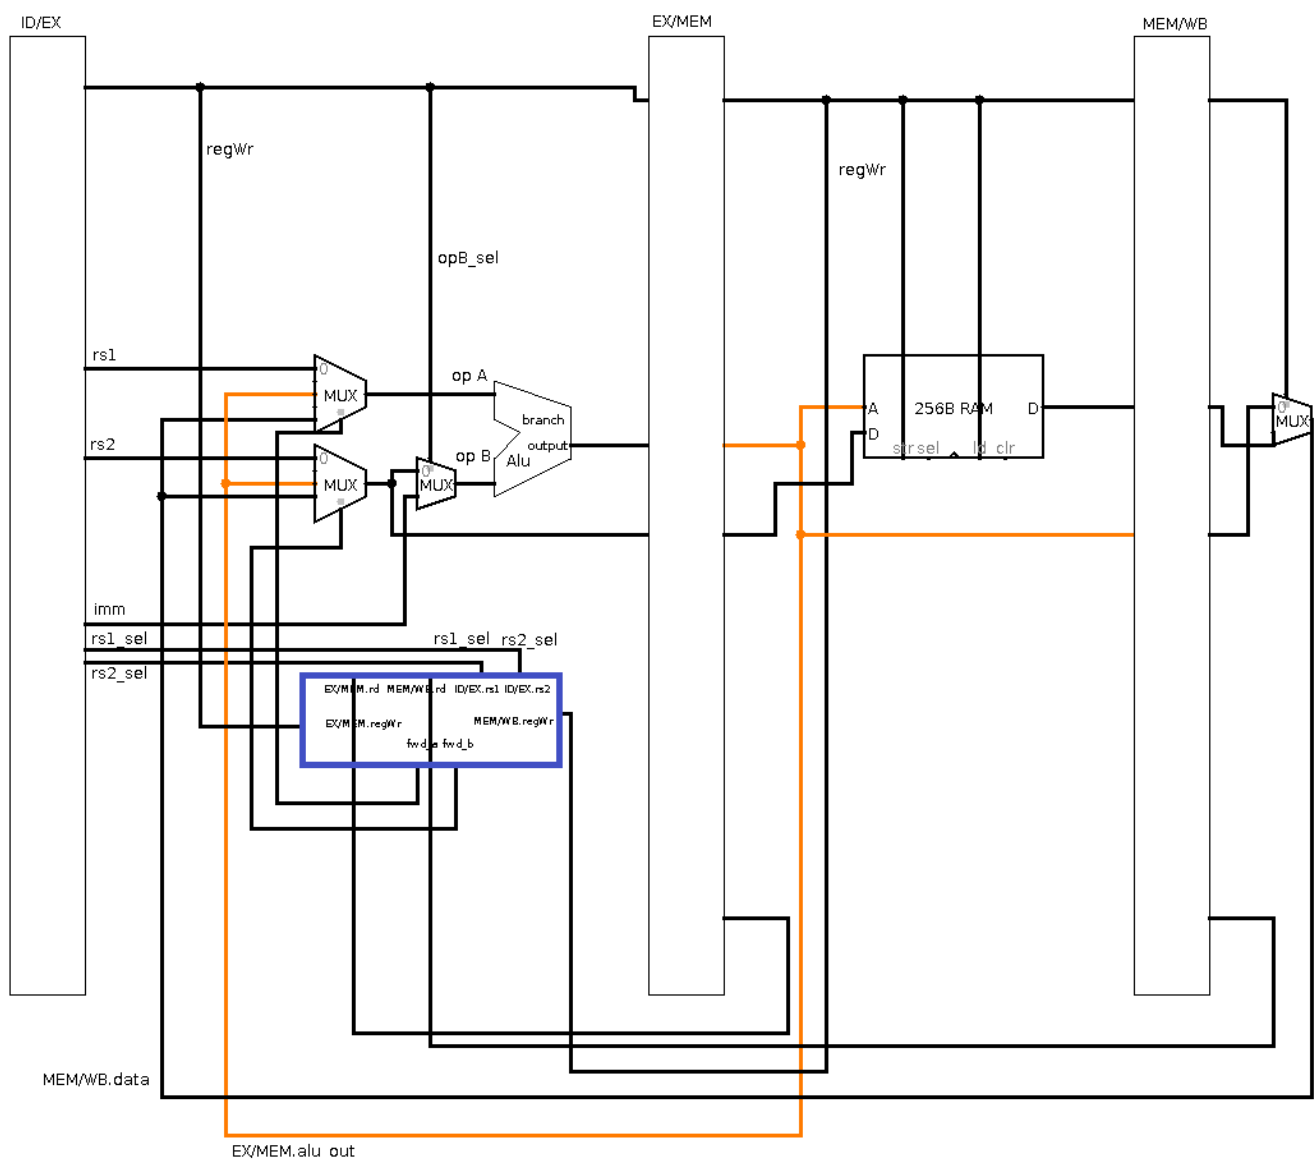 ID/EX
EX/MEM
MEM/WB
regWr
regWr
opB_sel
rs1
op A
0
MUX
branch
output
Alu
A
256B RAM
D
D
str sel
ld clr
0
MUX
rs2
op B
0
MUX
0
MUX
imm
rs1_sel
rs1_sel
rs2_sel
rs2_sel
EX/MEM.rd
MEM/WB.rd
ID/EX.rs1
ID/EX.rs2
EX/MEM.regWr
MEM/WB.regWr
fwd_a
fwd_b
MEM/WB.data
EX/MEM.alu_out